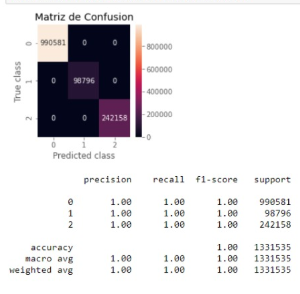 Matriz de Confusion
0 990581 0 0
1 0 98796 0
2 0 0 242158
0 1 2
True class
Predicted class
800000
600000
400000
200000
0
precision recall f1-score support
0 1.00 1.00 1.00 990581
1 1.00 1.00 1.00 98796
2 1.00 1.00 1.00 242158
accuracy 1.00 1331535
macro avg 1.00 1.00 1.00 1331535
weighted avg 1.00 1.00 1.00 1331535